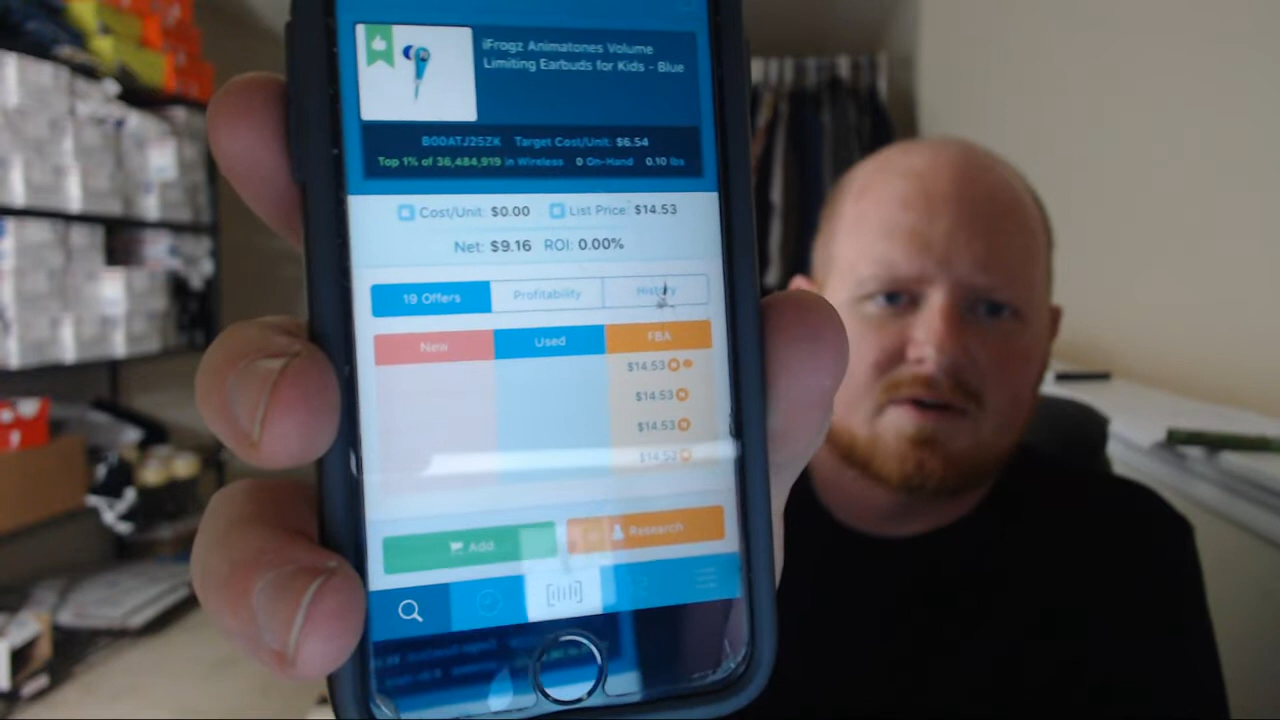 iFrogz Animatones Volume
Limiting Earbuds for Kids - Blue
B00ATJ25ZK Target Cost/Unit: $6.54
Top 1% of 36,484,919 in Wireless 0 On-Hand 0.10 lbs
Cost/Unit: $0.00 List Price: $14.53
Net: $9.16 ROI: 0.00%
19 Offers Profitability History
New Used FBA
$14.53
$14.53
$14.53
$14.53
Add Research